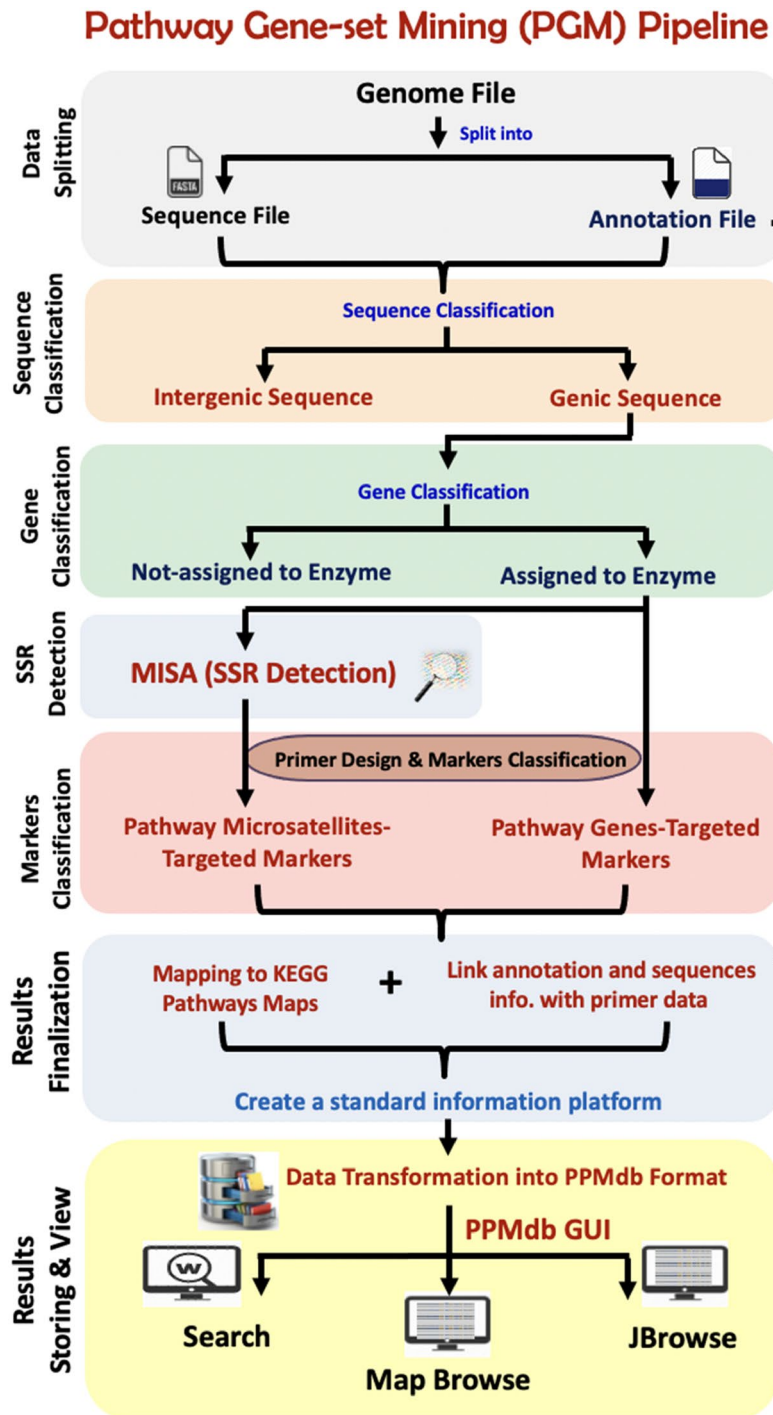 Pathway Gene-set Mining (PGM) Pipeline
Data
Splitting
Genome File
Split into
FASTA
Sequence File
Annotation File
Sequence
Classification
Sequence Classification
Intergenic Sequence
Genic Sequence
Gene
Classification
Gene Classification
Not-assigned to Enzyme
Assigned to Enzyme
SSR
Detection
MISA (SSR Detection)
Primer Design & Markers Classification
Markers
Classification
Pathway Microsatellites-
Targeted Markers
Pathway Genes-Targeted
Markers
Results
Finalization
Mapping to KEGG
Pathways Maps
+
Link annotation and sequences
info. with primer data
Create a standard information platform
Results
Storing & View
Data Transformation into PPMdb Format
PPMdb GUI
W
Search
Map Browse
JBrowse